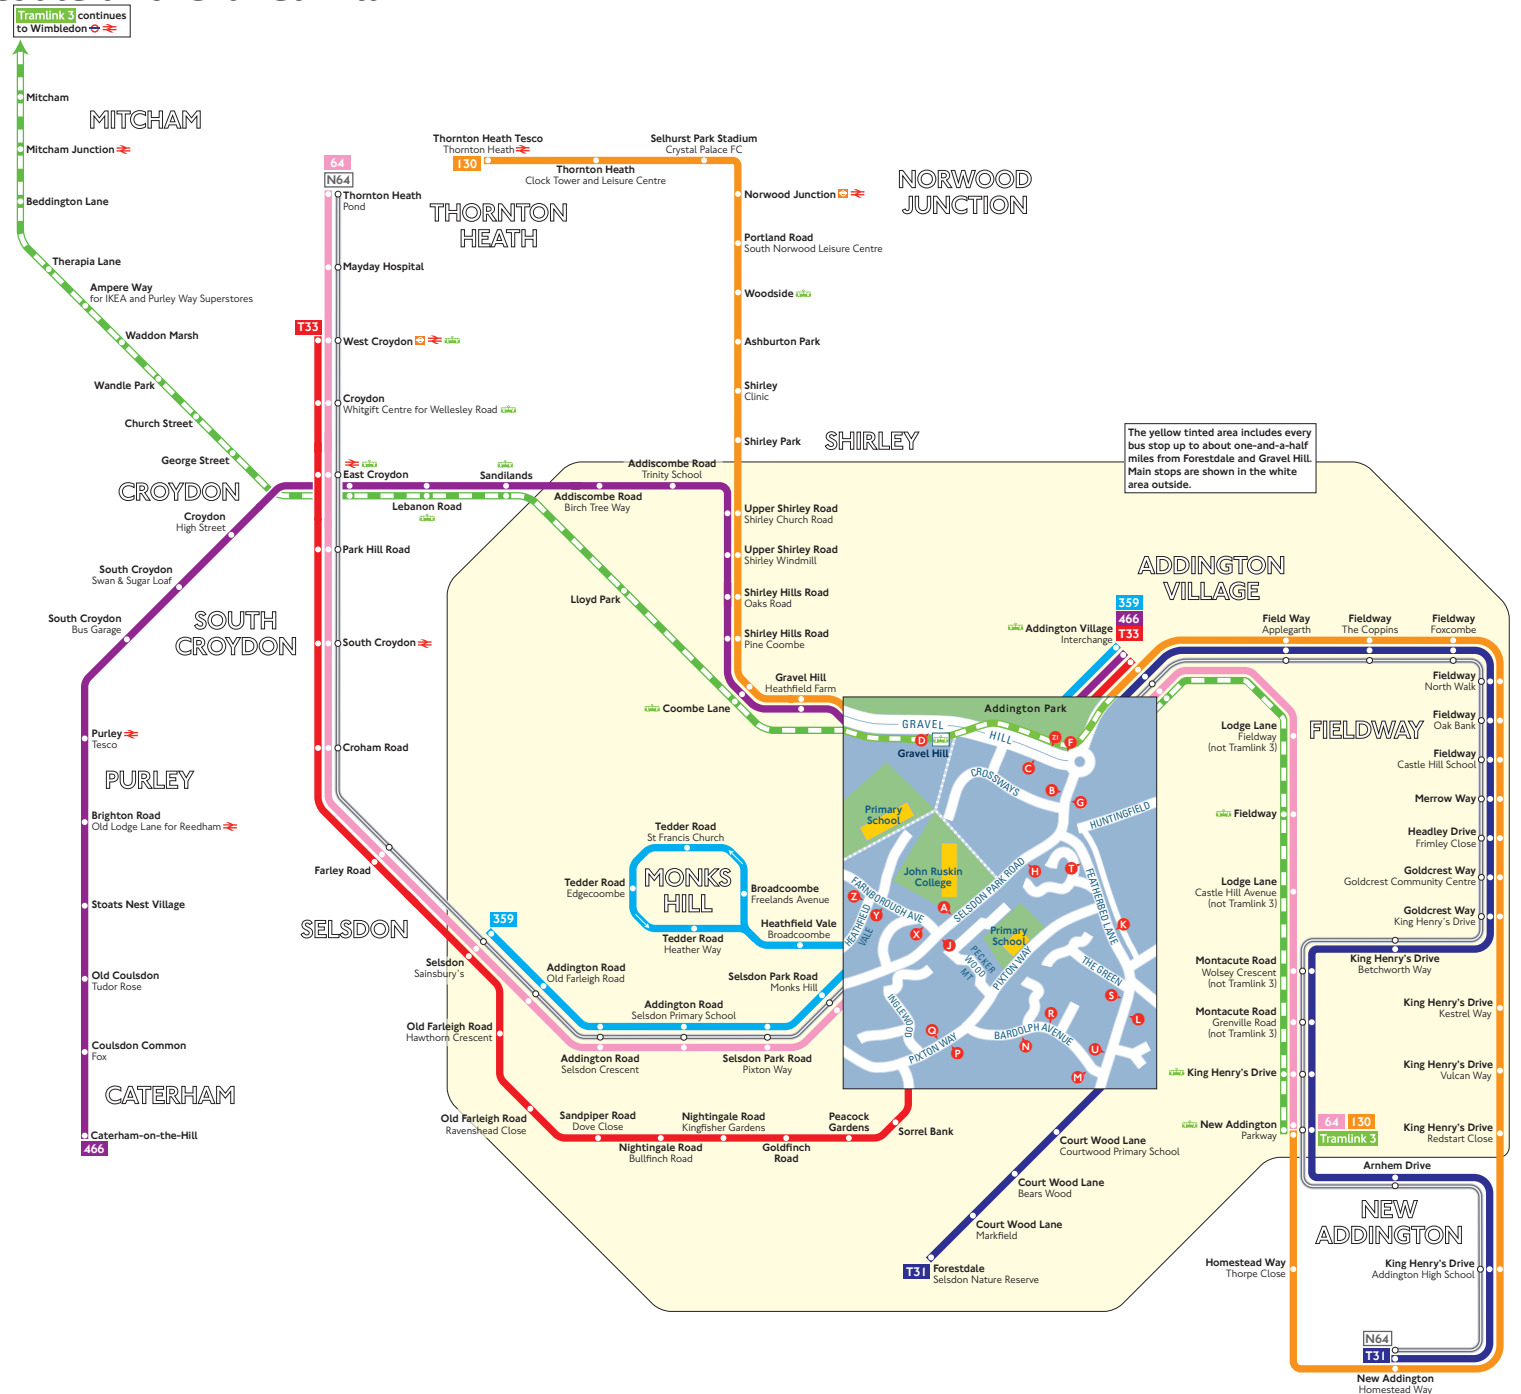 Tramlink 3 continues
to Wimbledon
Mitcham
MITCHAM
Mitcham Junction
Beddington Lane
Therapia Lane
Ampere Way
for IKEA and Purley Way Superstores
Waddon Marsh
Wandle Park
Church Street
George Street
CROYDON
Croydon
High Street
South Croydon
Swan & Sugar Loaf
South Croydon
Bus Garage
SOUTH
CROYDON
Purley
Tesco
PURLEY
Brighton Road
Old Lodge Lane for Reedham
Stoats Nest Village
Old Coulsdon
Tudor Rose
Coulsdon Common
Fox
CATERHAM
Caterham-on-the-Hill
466
64
N64
Thornton Heath
Pond
THORNTON
HEATH
Mayday Hospital
T33
West Croydon
Croydon
Whitgift Centre for Wellesley Road
East Croydon
Lebanon Road
Sandilands
Park Hill Road
South Croydon
Croham Road
Farley Road
SELSDON
Selsdon
Sainsbury's
Thornton Heath Tesco
Thornton Heath
130
Thornton Heath
Clock Tower and Leisure Centre
Selhurst Park Stadium
Crystal Palace FC
NORWOOD
JUNCTION
Norwood Junction
Portland Road
South Norwood Leisure Centre
Woodside
Ashburton Park
Shirley
Clinic
Shirley Park
SHIRLEY
Addiscombe Road
Trinity School
Addiscombe Road
Birch Tree Way
Upper Shirley Road
Shirley Church Road
Upper Shirley Road
Shirley Windmill
Shirley Hills Road
Oaks Road
Shirley Hills Road
Pine Coombe
Lloyd Park
Gravel Hill
Heathfield Farm
Coombe Lane
The yellow tinted area includes every
bus stop up to about one-and-a-half
miles from Forestdale and Gravel Hill.
Main stops are shown in the white
area outside.
ADDINGTON
VILLAGE
359
466
T33
Addington Village
Interchange
Field Way
Applegarth
Fieldway
The Coppins
Fieldway
Foxcombe
Fieldway
North Walk
Fieldway
Oak Bank
Fieldway
Castle Hill School
Merrow Way
Headley Drive
Frimley Close
Goldcrest Way
Goldcrest Community Centre
Goldcrest Way
King Henry's Drive
King Henry's Drive
Betchworth Way
King Henry's Drive
Kestrel Way
King Henry's Drive
Vulcan Way
King Henry's Drive
Redstart Close
Lodge Lane
Fieldway
(not Tramlink 3)
FIELDWAY
Fieldway
Lodge Lane
Castle Hill Avenue
(not Tramlink 3)
Montacute Road
Wolsey Crescent
(not Tramlink 3)
Montacute Road
Grenville Road
(not Tramlink 3)
King Henry's Drive
New Addington
Parkway
64
130
Tramlink 3
Arnhem Drive
NEW
ADDINGTON
Homestead Way
Thorpe Close
King Henry's Drive
Addington High School
N64
T31
New Addington
Homestead Way
Tedder Road
St Francis Church
Tedder Road
Edgecoombe
MONKS
HILL
Broadcoombe
Freelands Avenue
Tedder Road
Heather Way
Heathfield Vale
Broadcoombe
359
Addington Road
Old Farleigh Road
Selsdon Park Road
Monks Hill
Addington Road
Selsdon Primary School
Addington Road
Selsdon Crescent
Selsdon Park Road
Pixton Way
Old Farleigh Road
Hawthorn Crescent
Old Farleigh Road
Ravenshead Close
Sandpiper Road
Dove Close
Nightingale Road
Bullfinch Road
Nightingale Road
Kingfisher Gardens
Goldfinch
Road
Peacock
Gardens
Sorrel Bank
Court Wood Lane
Courtwood Primary School
Court Wood Lane
Bears Wood
Court Wood Lane
Markfield
T31
Forestdale
Selsdon Nature Reserve
Addington Park
GRAVEL
HILL
D
Gravel Hill
Z1
F
C
CROSSWAYS
B
G
HUNTINGFIELD
Primary
School
John Ruskin
College
SELSDON PARK ROAD
H
T
FEATHERBED LANE
FARNBOROUGH AVE
HEATHFIELD
VALE
Z
Y
X
A
J
K
Primary
School
PECKER
WOOD
MT
PIXTON WAY
THE GREEN
S
L
INGLEWOOD
Q
P
PIXTON WAY
R
BARDOLPH AVENUE
N
U
M